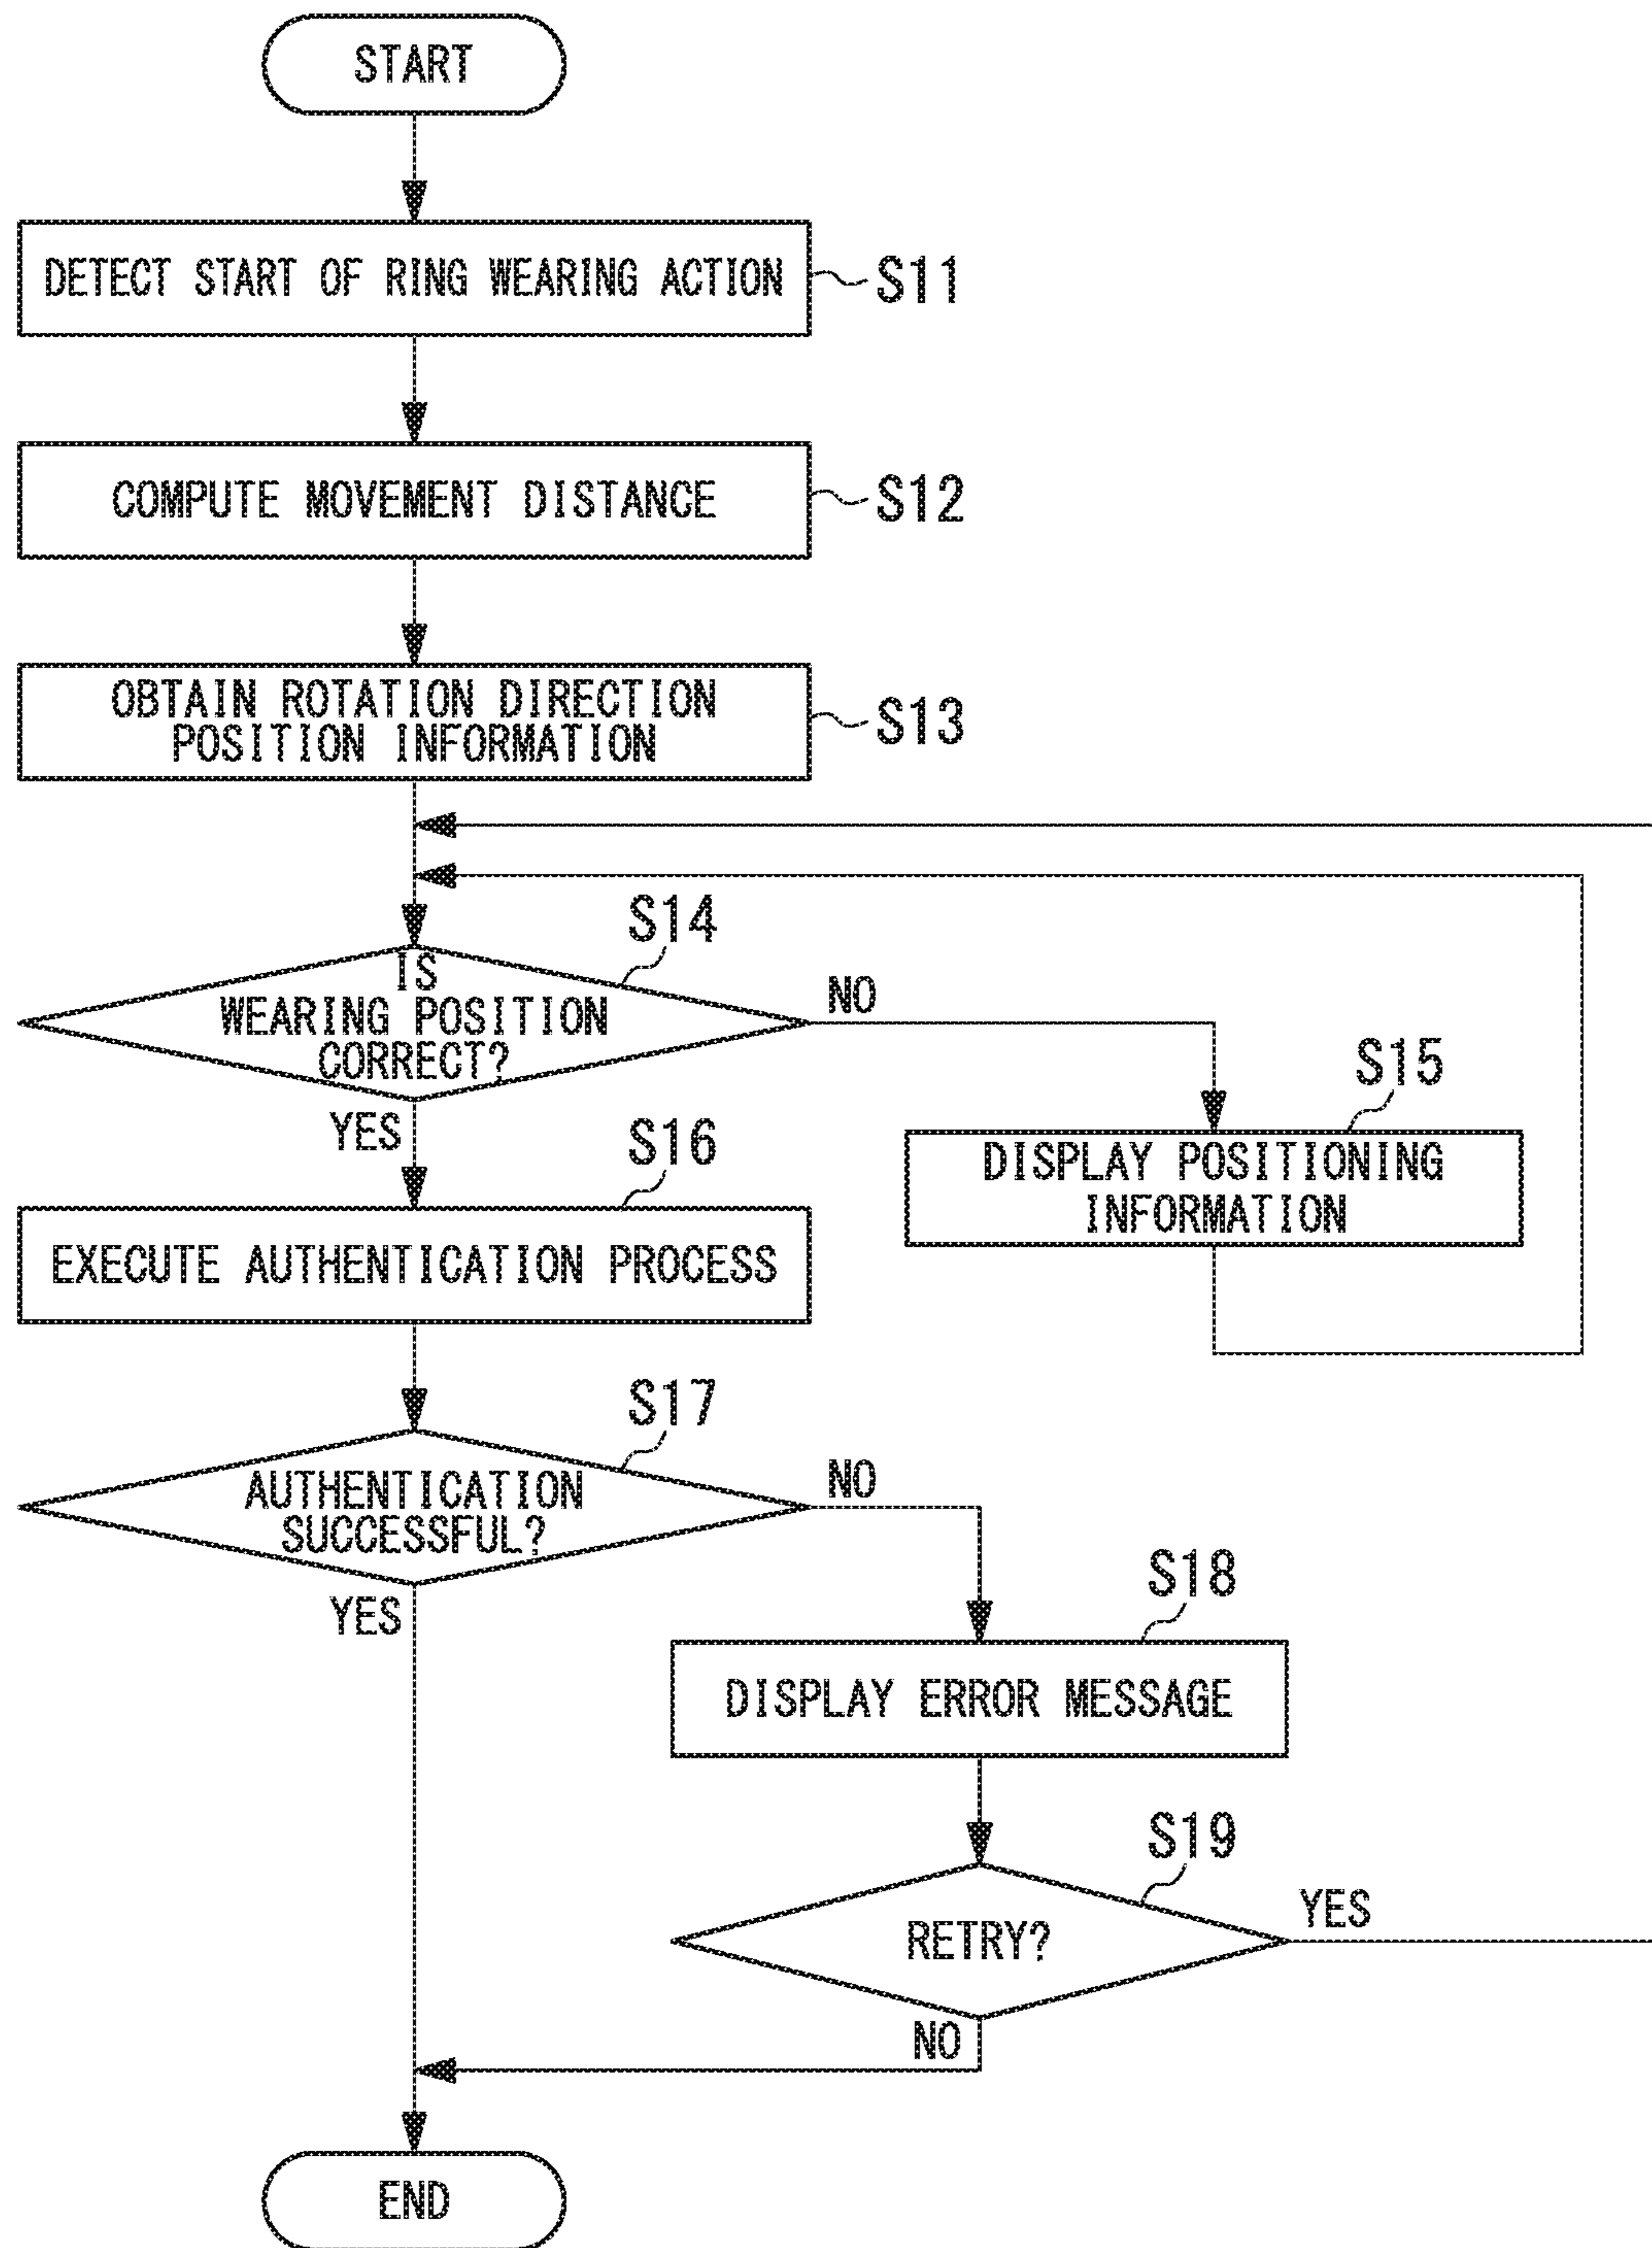 START
DETECT START OF RING WEARING ACTION
S11
COMPUTE MOVEMENT DISTANCE
S12
OBTAIN ROTATION DIRECTION
POSITION INFORMATION
S13
S14
IS
WEARING POSITION
CORRECT?
NO
YES
S15
DISPLAY POSITIONING
INFORMATION
S16
EXECUTE AUTHENTICATION PROCESS
S17
AUTHENTICATION
SUCCESSFUL?
NO
YES
S18
DISPLAY ERROR MESSAGE
S19
RETRY?
YES
NO
END